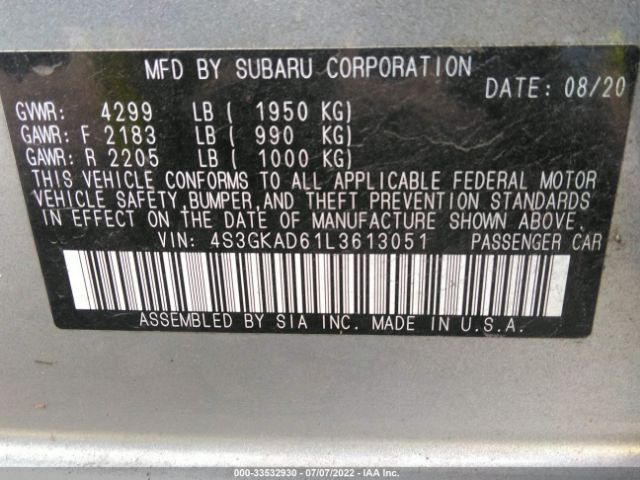 MFD BY SUBARU CORPORATION
DATE: 08/20
GVWR: 4299 LB ( 1950 KG)
GAWR: F 2183 LB ( 990 KG)
GAWR: R 2205 LB ( 1000 KG)
THIS VEHICLE CONFORMS TO ALL APPLICABLE FEDERAL MOTOR
VEHICLE SAFETY,BUMPER,AND THEFT PREVENTION STANDARDS
IN EFFECT ON THE DATE OF MANUFACTURE SHOWN ABOVE.
VIN: 4S3GKAD61L3613051 PASSENGER CAR
ASSEMBLED BY SIA INC. MADE IN U.S.A.
000-33532930 - 07/07/2022 - IAA Inc.